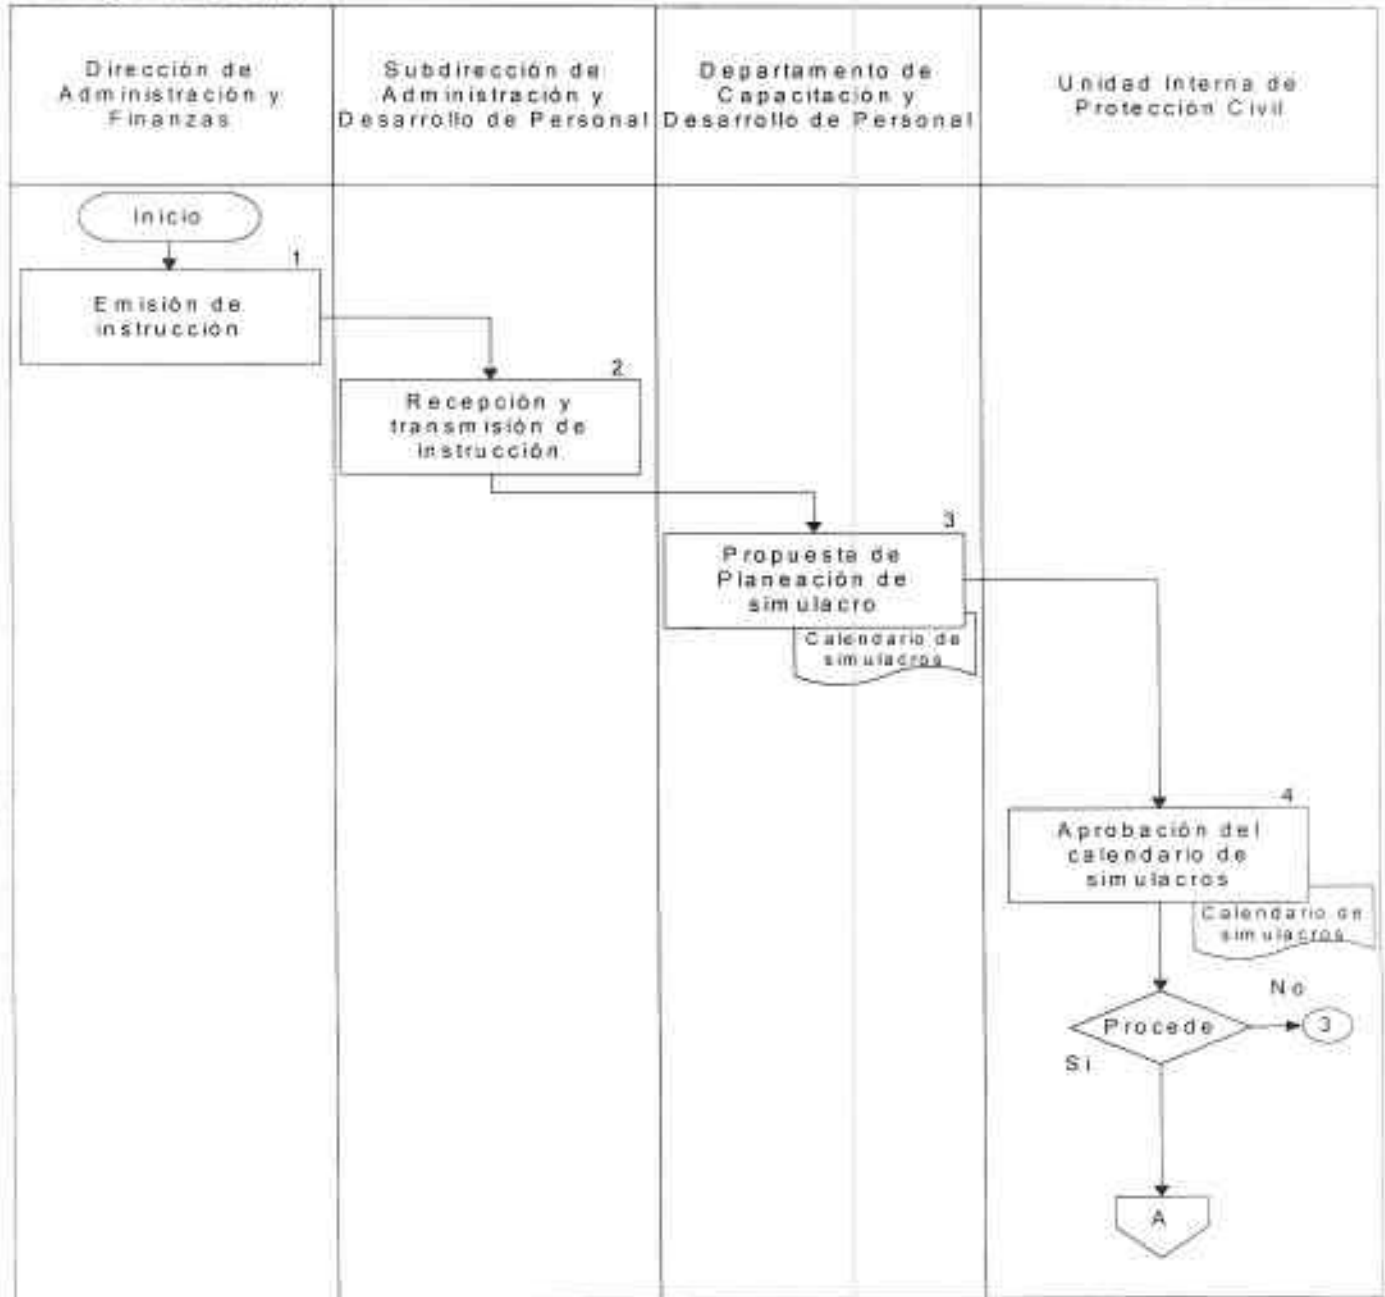 Dirección de
Administración y
Finanzas
Subdirección de
Administración y
Desarrollo de Personal
Departamento de
Capacitación y
Desarrollo de Personal
Unidad Interna de
Protección Civil
Inicio
1
Emisión de
instrucción
2
Recepción y
transmisión de
instrucción
3
Propuesta de
Planeación de
simulacro
Calendario de
simulacros
4
Aprobación del
calendario de
simulacros
Calendario de
simulacros
No
Procede
3
Si
A